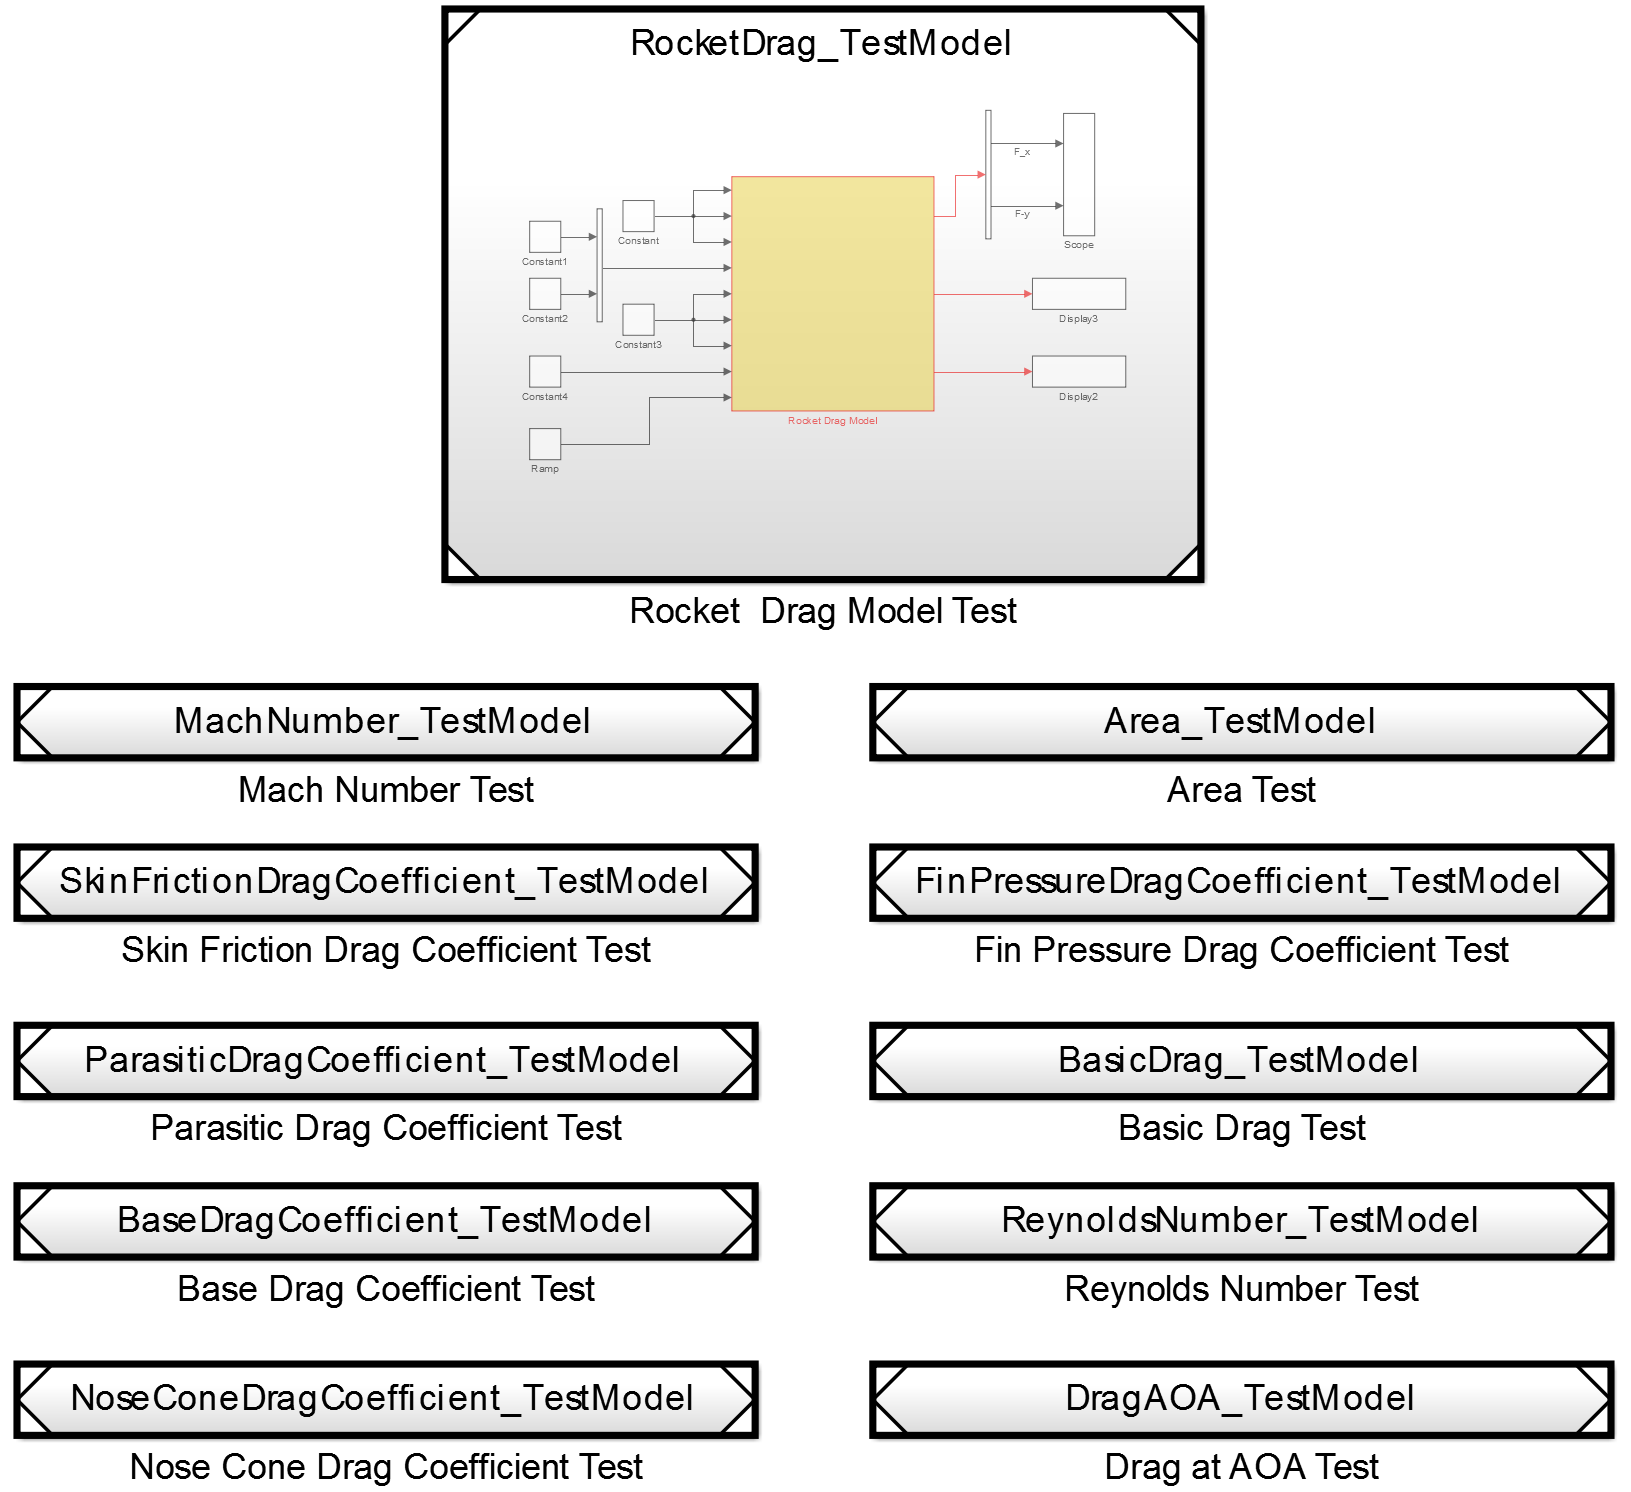 RocketDrag_TestModel
F_x
F-y
Scope
Constant
Constant1
Constant2
Display3
Constant3
Constant4
Display2
Rocket Drag Model
Ramp
Rocket  Drag Model Test
MachNumber_TestModel
Area_TestModel
Mach Number Test
Area Test
SkinFrictionDragCoefficient_TestModel
FinPressureDragCoefficient_TestModel
Skin Friction Drag Coefficient Test
Fin Pressure Drag Coefficient Test
ParasiticDragCoefficient_TestModel
BasicDrag_TestModel
Parasitic Drag Coefficient Test
Basic Drag Test
BaseDragCoefficient_TestModel
ReynoldsNumber_TestModel
Base Drag Coefficient Test
Reynolds Number Test
NoseConeDragCoefficient_TestModel
DragAOA_TestModel
Nose Cone Drag Coefficient Test
Drag at AOA Test